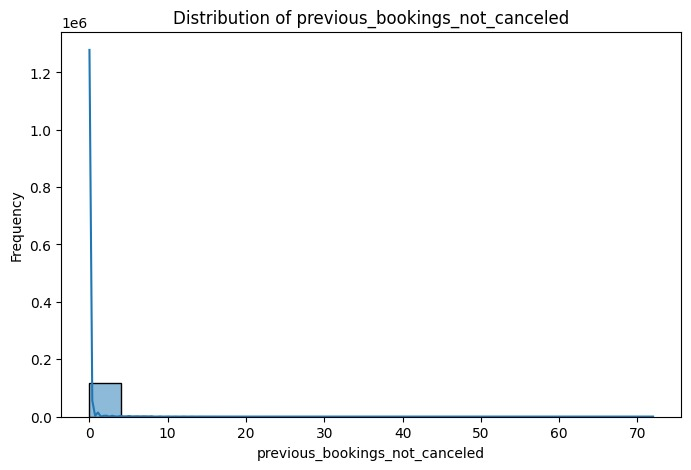 Distribution of previous_bookings_not_canceled
1e6
1.2
1.0
0.8
0.6
0.4
0.2
0.0
Frequency
0 10 20 30 40 50 60 70
previous_bookings_not_canceled